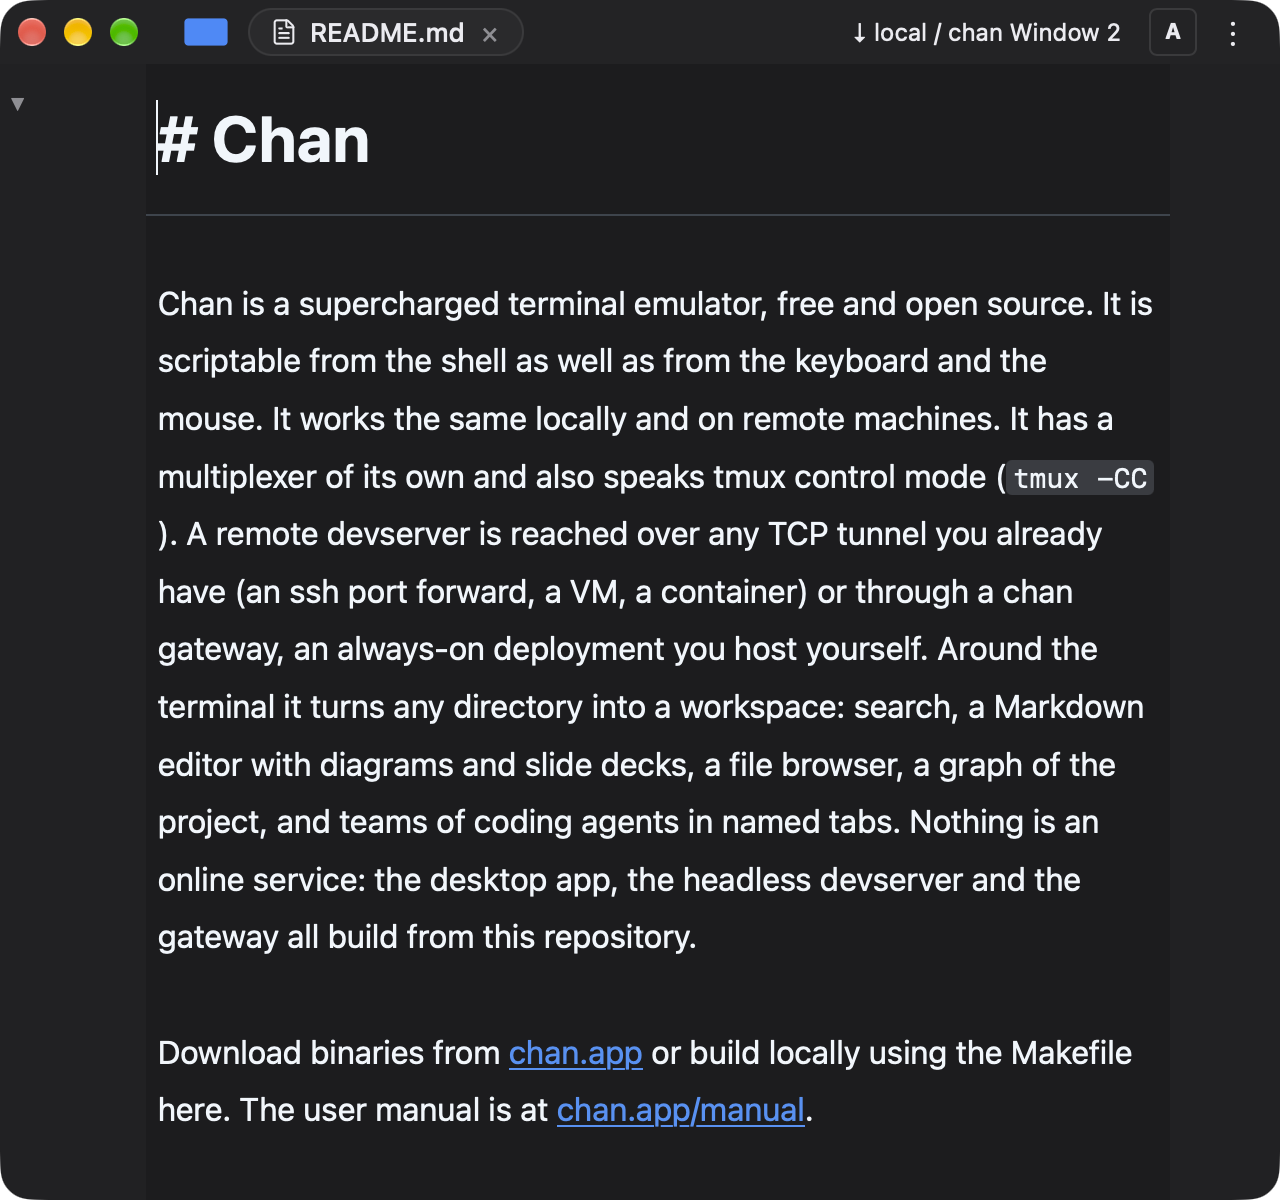 README.md ×
↓ local / chan Window 2
A
# Chan
Chan is a supercharged terminal emulator, free and open source. It is
scriptable from the shell as well as from the keyboard and the
mouse. It works the same locally and on remote machines. It has a
multiplexer of its own and also speaks tmux control mode (tmux -CC
). A remote devserver is reached over any TCP tunnel you already
have (an ssh port forward, a VM, a container) or through a chan
gateway, an always-on deployment you host yourself. Around the
terminal it turns any directory into a workspace: search, a Markdown
editor with diagrams and slide decks, a file browser, a graph of the
project, and teams of coding agents in named tabs. Nothing is an
online service: the desktop app, the headless devserver and the
gateway all build from this repository.
Download binaries from chan.app or build locally using the Makefile
here. The user manual is at chan.app/manual.